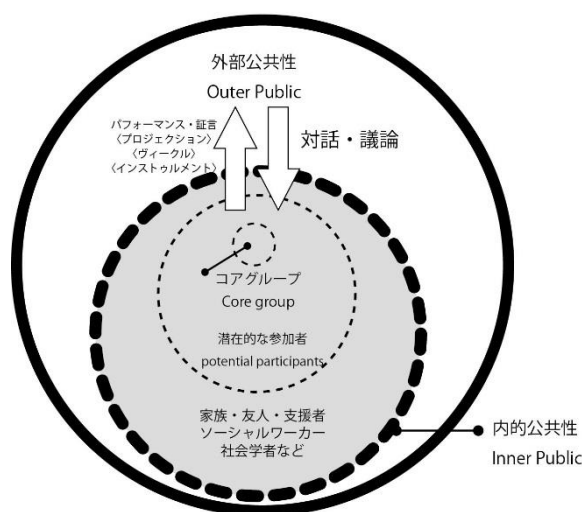 外部公共性
Outer Public
パフォーマンス・証言
〈プロジェクション〉
〈ヴィークル〉
〈インストゥルメント〉
対話・議論
コアグループ
Core group
潜在的な参加者
potential participants
家族・友人・支援者
ソーシャルワーカー
社会学者など
内的公共性
Inner Public